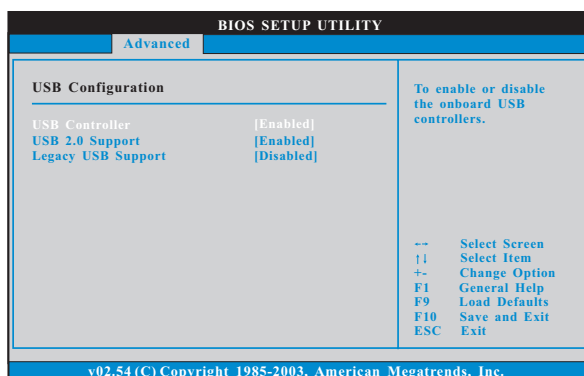 BIOS SETUP UTILITY
Advanced
USB Configuration
USB Controller [Enabled]
USB 2.0 Support [Enabled]
Legacy USB Support [Disabled]
To enable or disable
the onboard USB
controllers.
←→ Select Screen
↑↓ Select Item
+- Change Option
F1 General Help
F9 Load Defaults
F10 Save and Exit
ESC Exit
v02.54 (C) Copyright 1985-2003, American Megatrends, Inc.